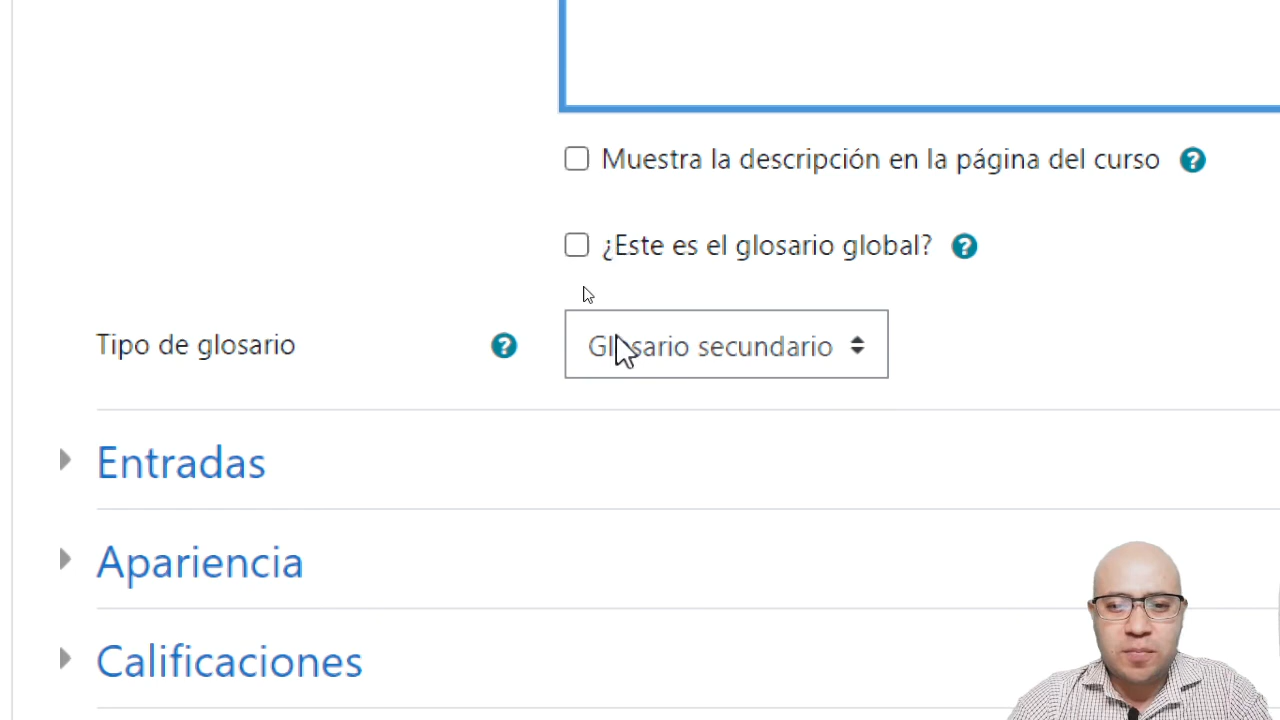 Muestra la descripción en la página del curso ?
¿Este es el glosario global? ?
Tipo de glosario ? Glosario secundario
Entradas
Apariencia
Calificaciones